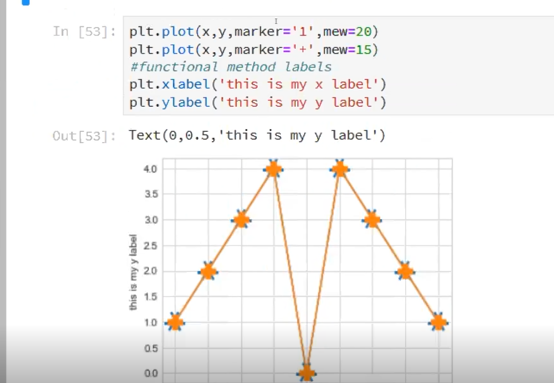 In [53]:
plt.plot(x,y,marker='1',mew=20)
plt.plot(x,y,marker='+',mew=15)
#functional method labels
plt.xlabel('this is my x label')
plt.ylabel('this is my y label')
Out[53]: Text(0,0.5,'this is my y label')
4.0
3.5
3.0
2.5
2.0
1.5
1.0
0.5
0.0
this is my y label